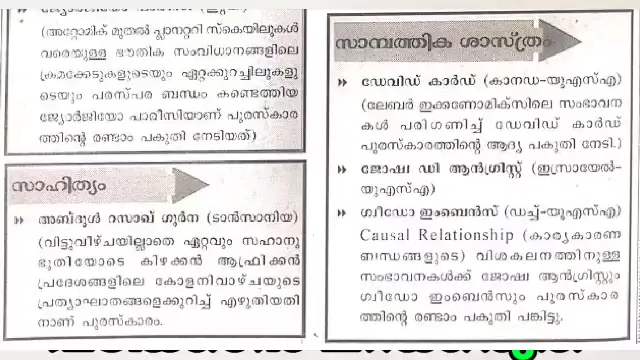 (അറ്റോമിക് മുതൽ പ്ലാനറ്ററി സ്കെയിലുകൾ
വരെയുള്ള ഭൗതിക സംവിധാനങ്ങളിലെ
ക്രമക്കേടുകളുടെയും ഏറ്റക്കുറച്ചിലുകളു
ടെയും പരസ്പര ബന്ധം കണ്ടെത്തിയ
ജ്യോർജിയോ പാരീസിയാണ് പുരസ്കാര
ത്തിന്റെ രണ്ടാം പകുതി നേടിയത്)
സാഹിത്യം
» അബ്ദുൾ റസാഖ് ഗുർന (ടാൻസാനിയ)
(വിട്ടുവീഴ്ചയില്ലാതെ ഏറ്റവും സഹാനു
ഭൂതിയോടെ കിഴക്കൻ ആഫ്രിക്കൻ
പ്രദേശങ്ങളിലെ കോളനിവാഴ്ചയുടെ
പ്രത്യാഘാതങ്ങളെക്കുറിച്ച് എഴുതിയതി
നാണ് പുരസ്കാരം.
സാമ്പത്തിക ശാസ്ത്രം
» ഡേവിഡ് കാർഡ് (കാനഡ-യുഎസ്എ)
(ലേബർ ഇക്കണോമിക്സിലെ സംഭാവന
കൾ പരിഗണിച്ച് ഡേവിഡ് കാർഡ്
പുരസ്കാരത്തിന്റെ ആദ്യ പകുതി നേടി.)
» ജോഷ്വ ഡി ആൻഗ്രിസ്റ്റ് (ഇസ്രായേൽ-
യുഎസ്എ)
» ഗ്വീഡോ ഇംബെൻസ് (ഡച്ച്-യുഎസ്എ)
Causal Relationship (കാര്യകാരണ
ബന്ധങ്ങളുടെ) വിശകലനത്തിനുള്ള
സംഭാവനകൾക്ക് ജോഷ്വ ആൻഗ്രിസ്റ്റും
ഗ്വീഡോ ഇംബെൻസും പുരസ്കാര
ത്തിന്റെ രണ്ടാം പകുതി പങ്കിട്ടു.